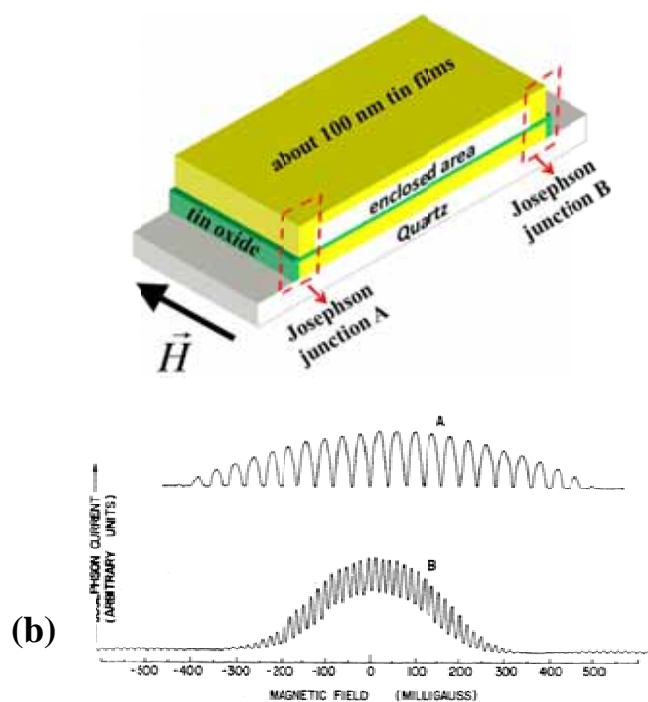 about 100 nm tin films
tin oxide
enclosed area
Quartz
Josephson
junction A
Josephson
junction B
H
A
B
(ARBITRARY UNITS)
(b)
-500 -400 -300 -200 -100 0 100 200 300 400 500
MAGNETIC FIELD (MILLIGAUSS)